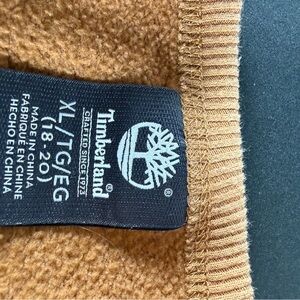 Timberland®
CRAFTED SINCE 1973
XL/TG/EG
(18-20)
MADE IN CHINA
FABRIQUÉ EN CHINE
HECHO EN CHINA